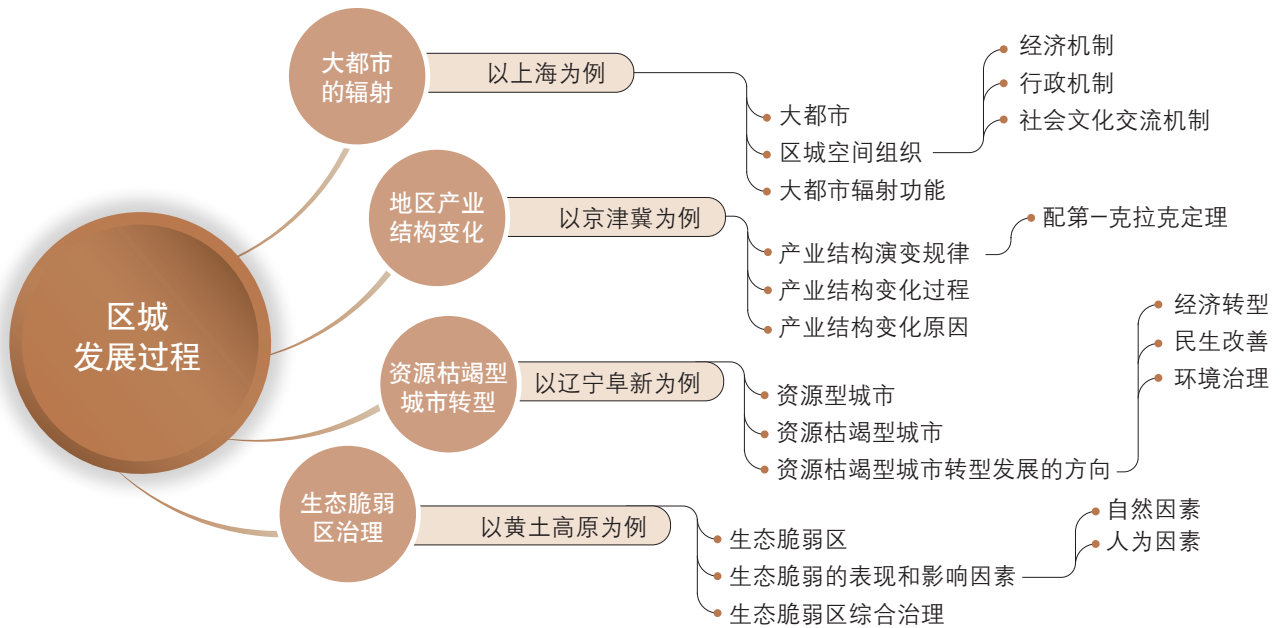 大都市
的辐射
以上海为例
大都市
区城空间组织
大都市辐射功能
经济机制
行政机制
社会文化交流机制
地区产业
结构变化
以京津冀为例
产业结构演变规律
产业结构变化过程
产业结构变化原因
配第一克拉克定理
区城
发展过程
资源枯竭型
城市转型
以辽宁阜新为例
资源型城市
资源枯竭型城市
资源枯竭型城市转型发展的方向
经济转型
民生改善
环境治理
生态脆弱
区治理
以黄土高原为例
生态脆弱区
生态脆弱的表现和影响因素
生态脆弱区综合治理
自然因素
人为因素